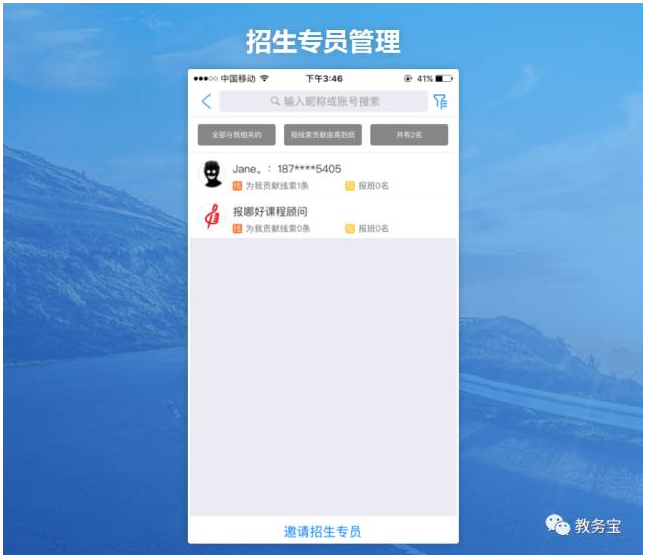 招生专员管理
中国移动 下午3:46 41%
输入昵称或账号搜索
全部与我相关的 按线索贡献由高到低 共有2名
Jane。： 187****5405
为我贡献线索1条 报班0名
报哪好课程顾问
为我贡献线索0条 报班0名
邀请招生专员
教务宝